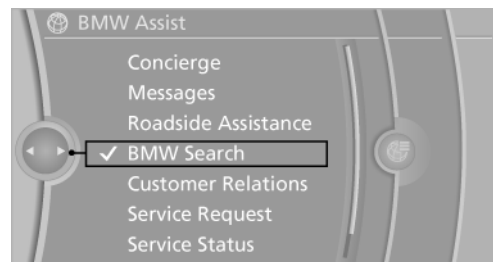 BMW Assist
Concierge
Messages
Roadside Assistance
BMW Search
Customer Relations
Service Request
Service Status